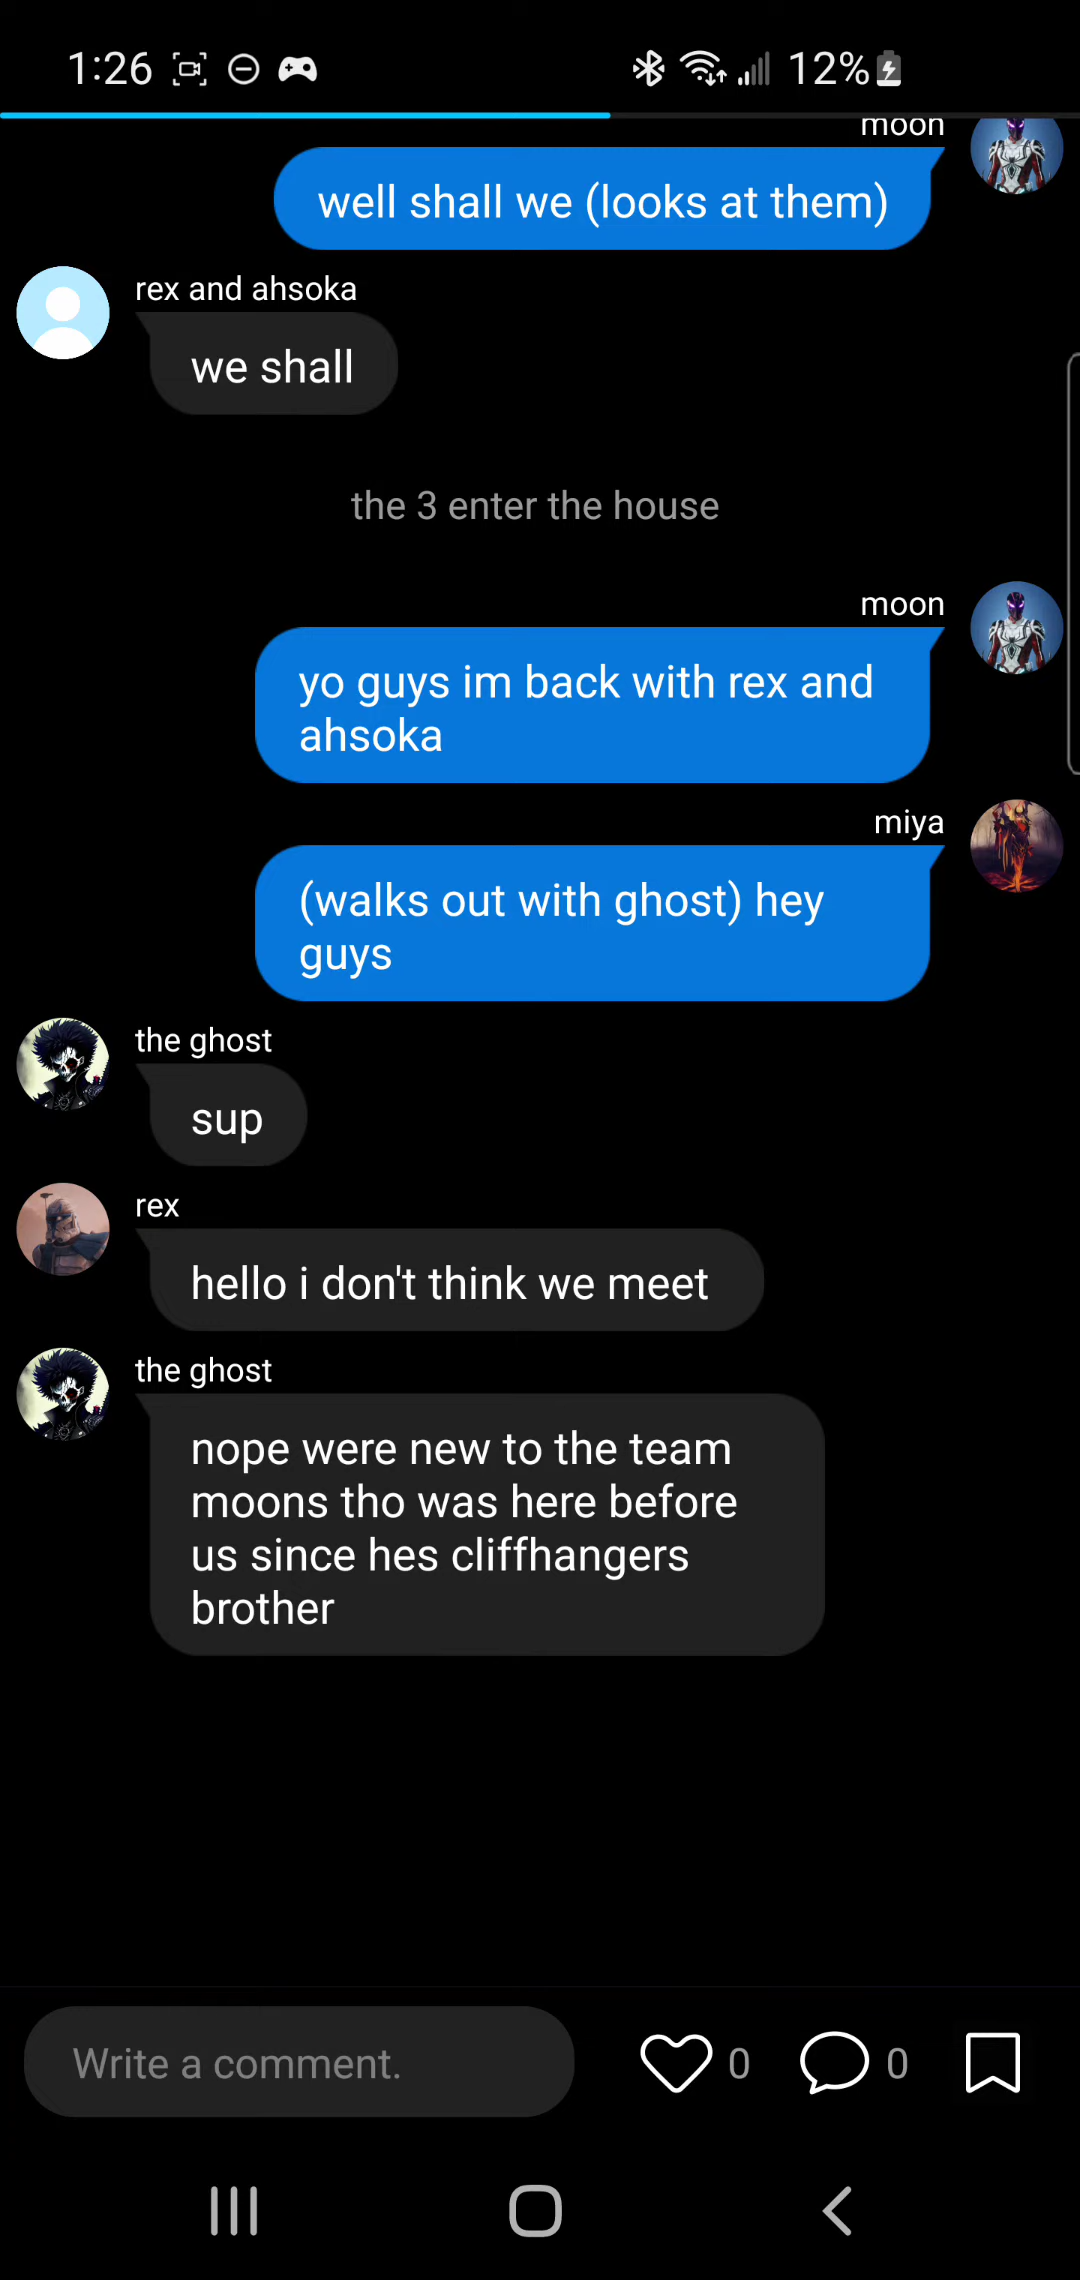 1:26
12%
moon
well shall we (looks at them)
rex and ahsoka
we shall
the 3 enter the house
moon
yo guys im back with rex and
ahsoka
miya
(walks out with ghost) hey
guys
the ghost
sup
rex
hello i don't think we meet
the ghost
nope were new to the team
moons tho was here before
us since hes cliffhangers
brother
Write a comment.
0
0